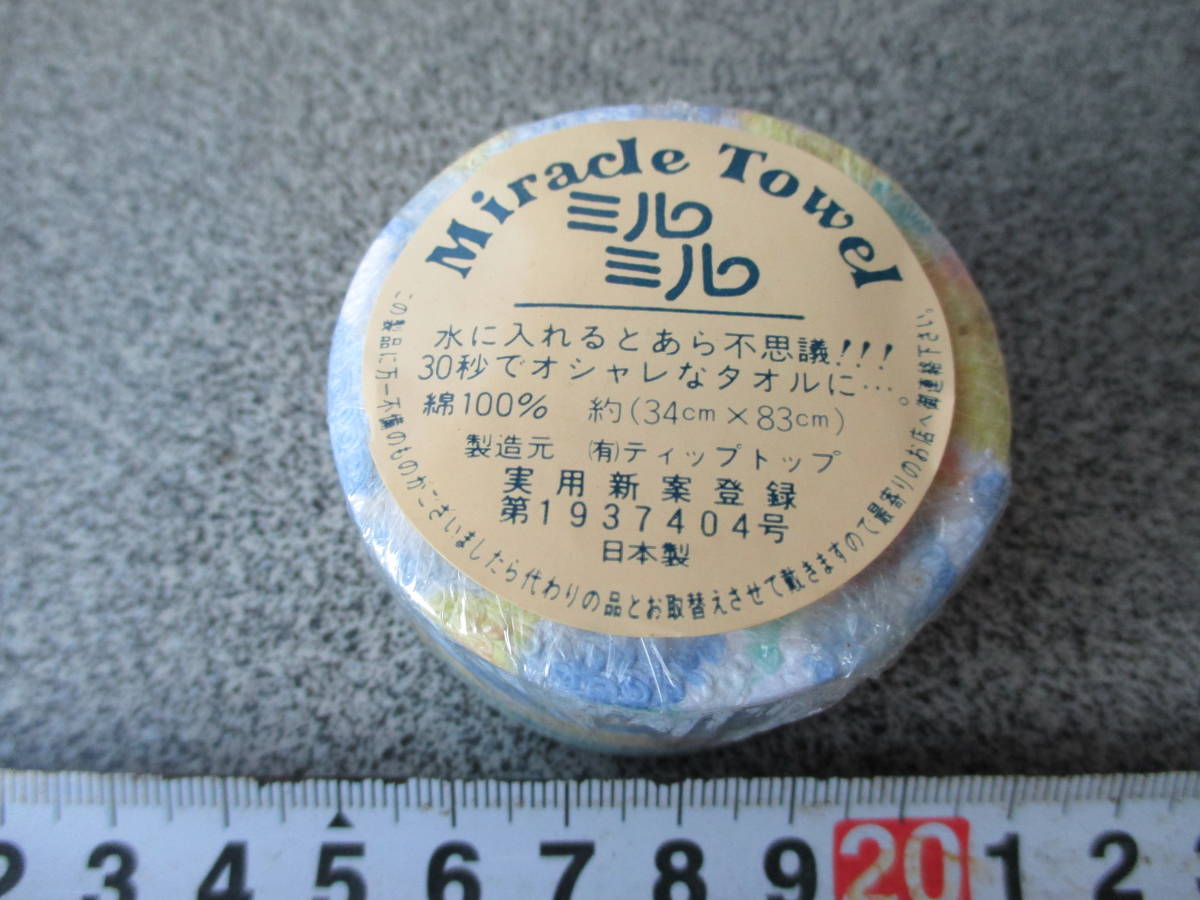 Miracle Towel
ミル
ミル
水に入れるとあら不思議!!!
30秒でオシャレなタオルに…。
綿100% 約(34cm×83cm)
製造元 (有)ティップトップ
実用新案登録
第1937404号
日本製
この製品に万一不備のものがございましたら代わりの品とお取替えさせて戴きますので最寄りのお店へ御連絡下さい
2 3 4 5 6 7 8 9 20 1 2 3